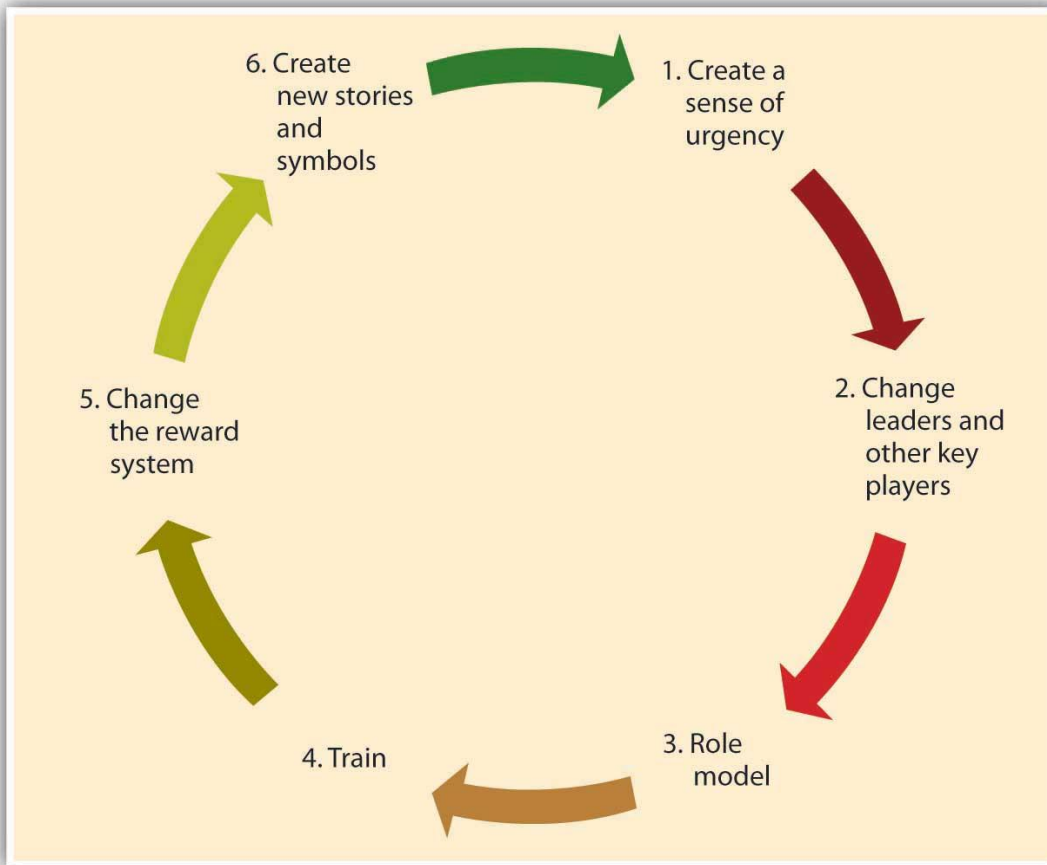 1. Create a
sense of
urgency
2. Change
leaders and
other key
players
3. Role
model
4. Train
5. Change
the reward
system
6. Create
new stories
and
symbols